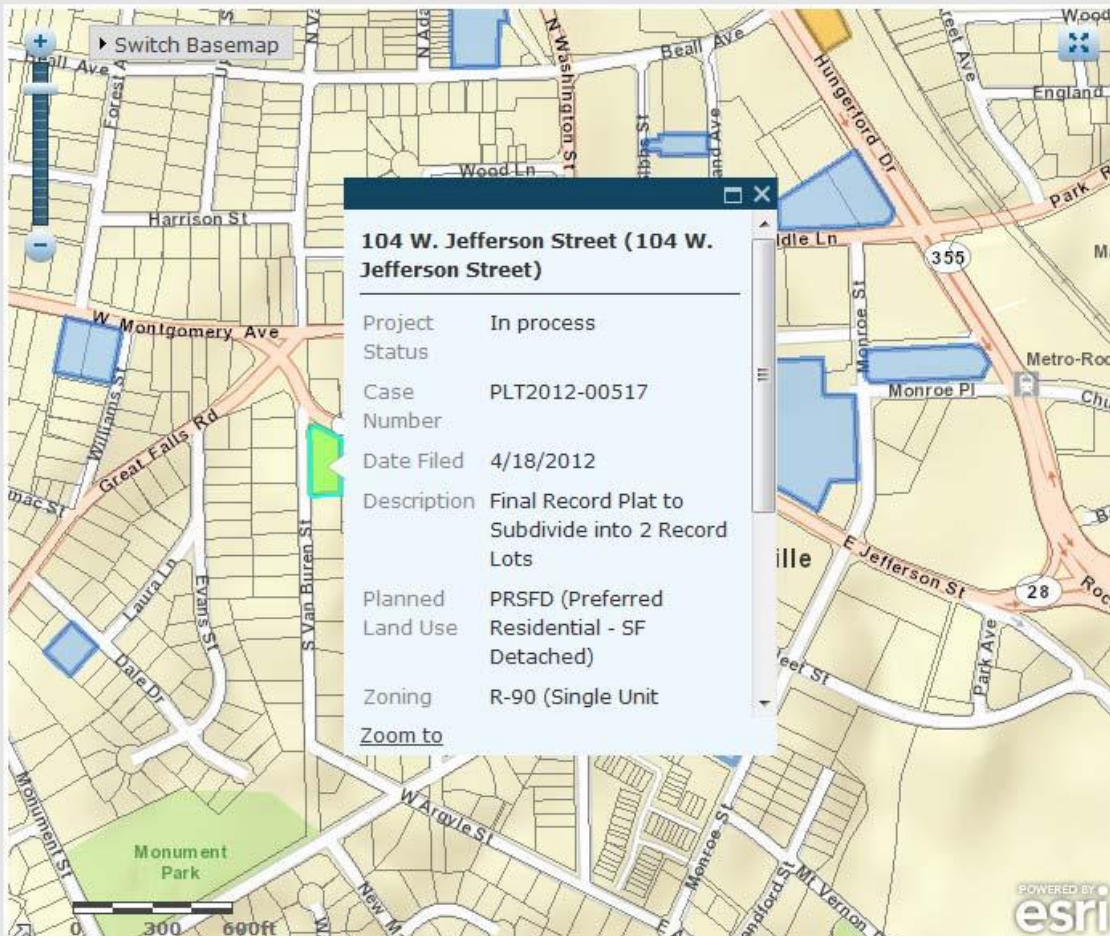 Switch Basemap
Beall Ave
N Washington St
Beall Ave
Hungerford Dr
England
Wood Ln
Harrison St
Park R
355
W Montgomery Ave
Williams St
Great Falls Rd
Monroe St
Monroe Pl
Laura Ln
Evans St
Dale Dr
S Van Buren St
E Jefferson St
28
Park Ave
104 W. Jefferson Street (104 W.
Jefferson Street)
Project
Status
In process
Case
Number
PLT2012-00517
Date Filed
4/18/2012
Description
Final Record Plat to
Subdivide into 2 Record
Lots
Planned
Land Use
PRSFD (Preferred
Residential - SF
Detached)
Zoning
R-90 (Single Unit
Zoom to
Monument St
Monument
Park
W Argyle St
New M
Monroe St
Mt Vernon
0 300 600ft
POWERED BY
esri